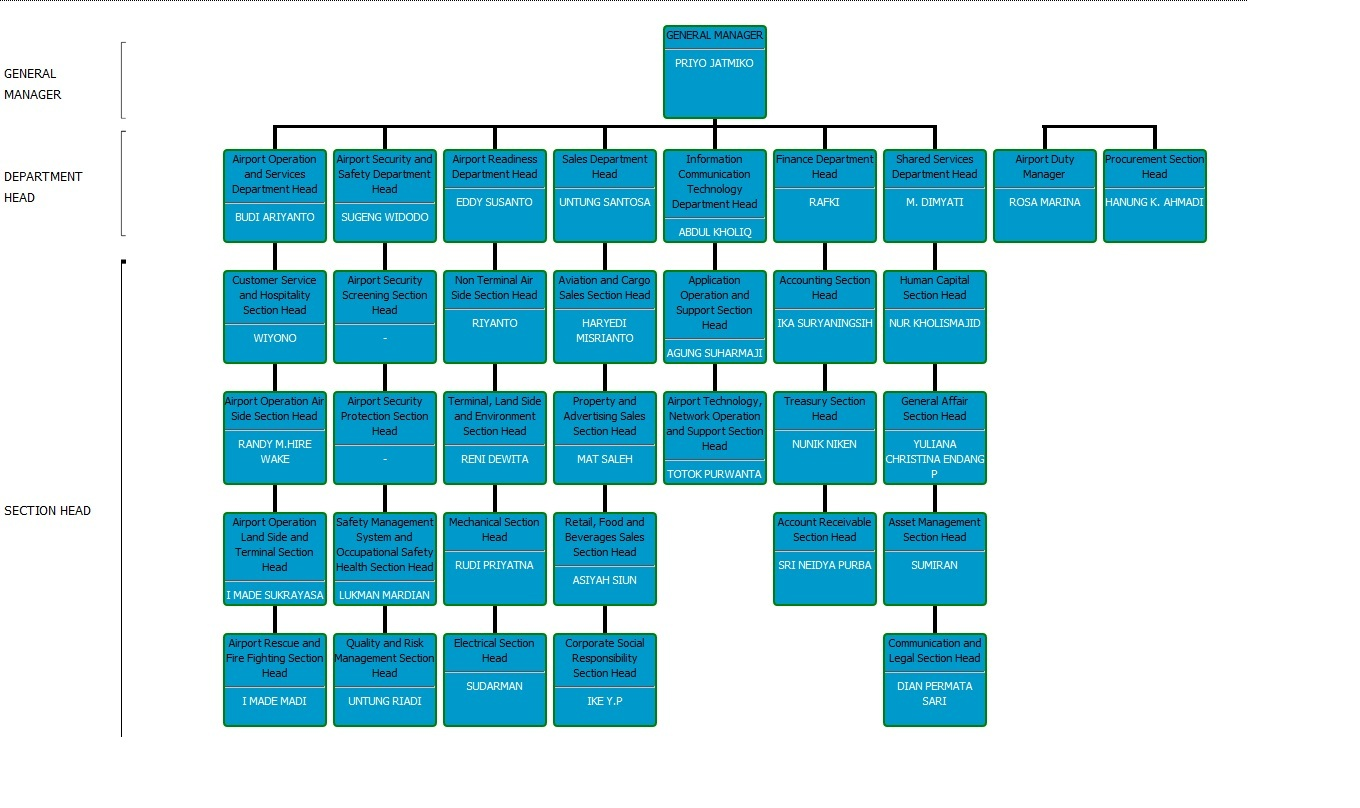 GENERAL MANAGER
PRIYO JATMIKO
GENERAL
MANAGER
DEPARTMENT
HEAD
Airport Operation
and Services
Department Head
BUDI ARIYANTO
Airport Security and
Safety Department
Head
SUGENG WIDODO
Airport Readiness
Department Head
EDDY SUSANTO
Sales Department
Head
UNTUNG SANTOSA
Information
Communication
Technology
Department Head
ABDUL KHOLIQ
Finance Department
Head
RAFKI
Shared Services
Department Head
M. DIMYATI
Airport Duty
Manager
ROSA MARINA
Procurement Section
Head
HANUNG K. AHMADI
SECTION HEAD
Customer Service
and Hospitality
Section Head
WIYONO
Airport Security
Screening Section
Head
-
Non Terminal Air
Side Section Head
RIYANTO
Aviation and Cargo
Sales Section Head
HARYEDI
MISRIANTO
Application
Operation and
Support Section
Head
AGUNG SUHARMAJI
Accounting Section
Head
IKA SURYANINGSIH
Human Capital
Section Head
NUR KHOLISMAJID
Airport Operation Air
Side Section Head
RANDY M.HIRE
WAKE
Airport Security
Protection Section
Head
-
Terminal, Land Side
and Environment
Section Head
RENI DEWITA
Property and
Advertising Sales
Section Head
MAT SALEH
Airport Technology,
Network Operation
and Support Section
Head
TOTOK PURWANTA
Treasury Section
Head
NUNIK NIKEN
General Affair
Section Head
YULIANA
CHRISTINA ENDANG
P
Airport Operation
Land Side and
Terminal Section
Head
I MADE SUKRAYASA
Safety Management
System and
Occupational Safety
Health Section Head
LUKMAN MARDIAN
Mechanical Section
Head
RUDI PRIYATNA
Retail, Food and
Beverages Sales
Section Head
ASIYAH SIUN
Account Receivable
Section Head
SRI NEIDYA PURBA
Asset Management
Section Head
SUMIRAN
Airport Rescue and
Fire Fighting Section
Head
I MADE MADI
Quality and Risk
Management Section
Head
UNTUNG RIADI
Electrical Section
Head
SUDARMAN
Corporate Social
Responsibility
Section Head
IKE Y.P
Communication and
Legal Section Head
DIAN PERMATA
SARI